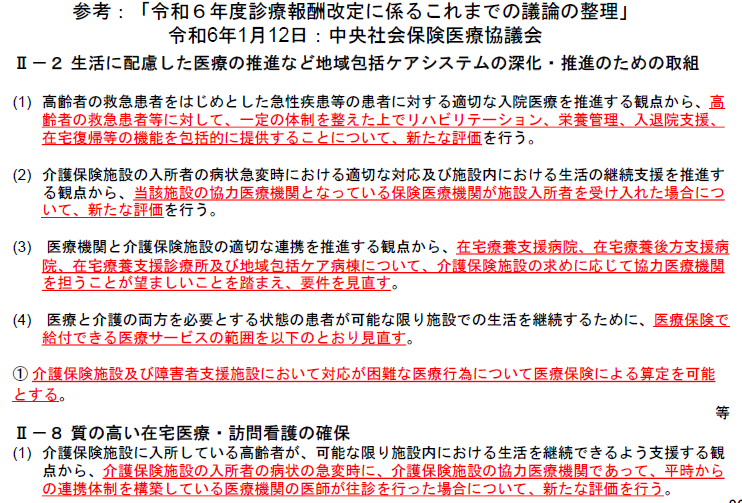 参考：「令和６年度診療報酬改定に係るこれまでの議論の整理」
令和6年1月12日：中央社会保険医療協議会
Ⅱ－２ 生活に配慮した医療の推進など地域包括ケアシステムの深化・推進のための取組
(1) 高齢者の救急患者をはじめとした急性疾患等の患者に対する適切な入院医療を推進する観点から、高
齢者の救急患者等に対して、一定の体制を整えた上でリハビリテーション、栄養管理、入退院支援、
在宅復帰等の機能を包括的に提供することについて、新たな評価を行う。
(2) 介護保険施設の入所者の病状急変時における適切な対応及び施設内における生活の継続支援を推進す
る観点から、当該施設の協力医療機関となっている保険医療機関が施設入所者を受け入れた場合につ
いて、新たな評価を行う。
(3) 医療機関と介護保険施設の適切な連携を推進する観点から、在宅療養支援病院、在宅療養後方支援病
院、在宅療養支援診療所及び地域包括ケア病棟について、介護保険施設の求めに応じて協力医療機関
を担うことが望ましいことを踏まえ、要件を見直す。
(4) 医療と介護の両方を必要とする状態の患者が可能な限り施設での生活を継続するために、医療保険で
給付できる医療サービスの範囲を以下のとおり見直す。
① 介護保険施設及び障害者支援施設において対応が困難な医療行為について医療保険による算定を可能
とする。
等
Ⅱ－８ 質の高い在宅医療・訪問看護の確保
(1) 介護保険施設に入所している高齢者が、可能な限り施設内における生活を継続できるよう支援する観
点から、介護保険施設の入所者の病状の急変時に、介護保険施設の協力医療機関であって、平時から
の連携体制を構築している医療機関の医師が往診を行った場合について、新たな評価を行う。